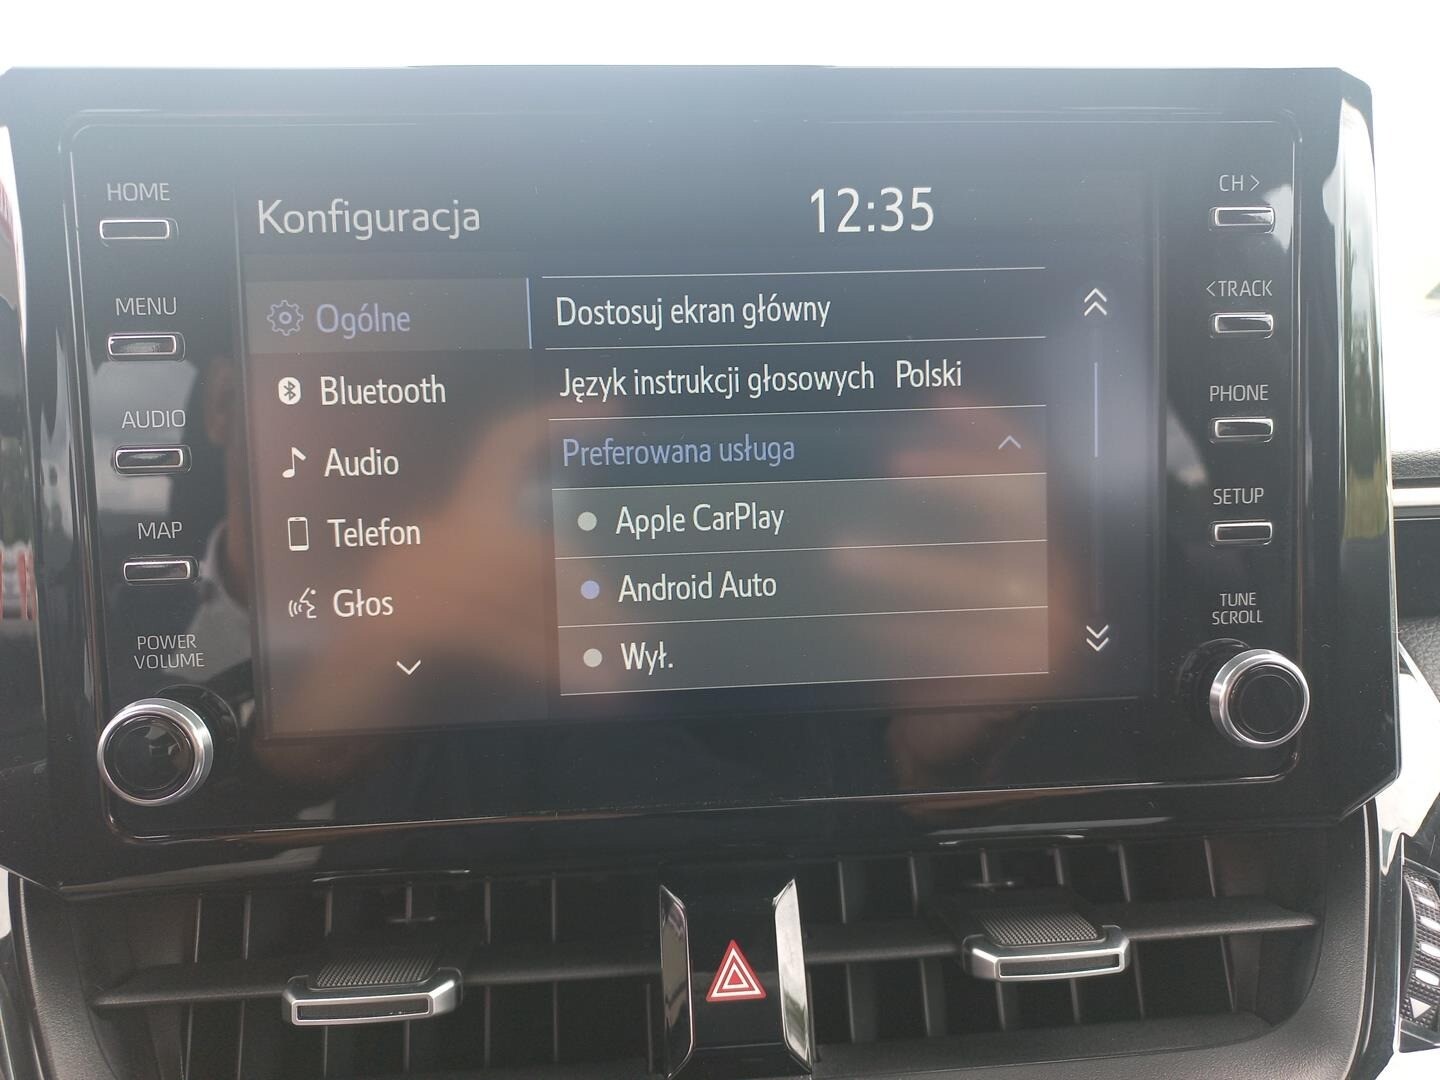 HOME
MENU
AUDIO
MAP
POWER
VOLUME
Konfiguracja
12:35
Ogólne
Bluetooth
Audio
Telefon
Głos
Dostosuj ekran główny
Język instrukcji głosowych Polski
Preferowana usługa
Apple CarPlay
Android Auto
Wył.
CH >
< TRACK
PHONE
SETUP
TUNE
SCROLL